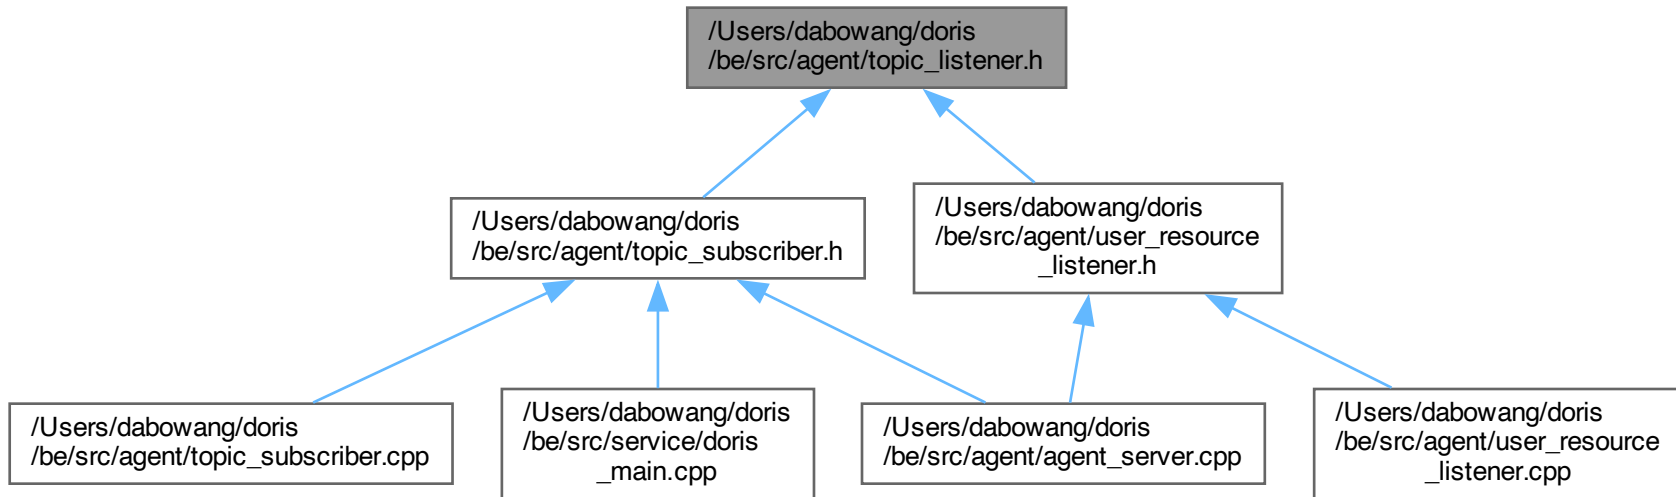 /Users/dabowang/doris
/be/src/agent/topic_listener.h
/Users/dabowang/doris
/be/src/agent/topic_subscriber.h
/Users/dabowang/doris
/be/src/agent/user_resource
_listener.h
/Users/dabowang/doris
/be/src/agent/topic_subscriber.cpp
/Users/dabowang/doris
/be/src/service/doris
_main.cpp
/Users/dabowang/doris
/be/src/agent/agent_server.cpp
/Users/dabowang/doris
/be/src/agent/user_resource
_listener.cpp